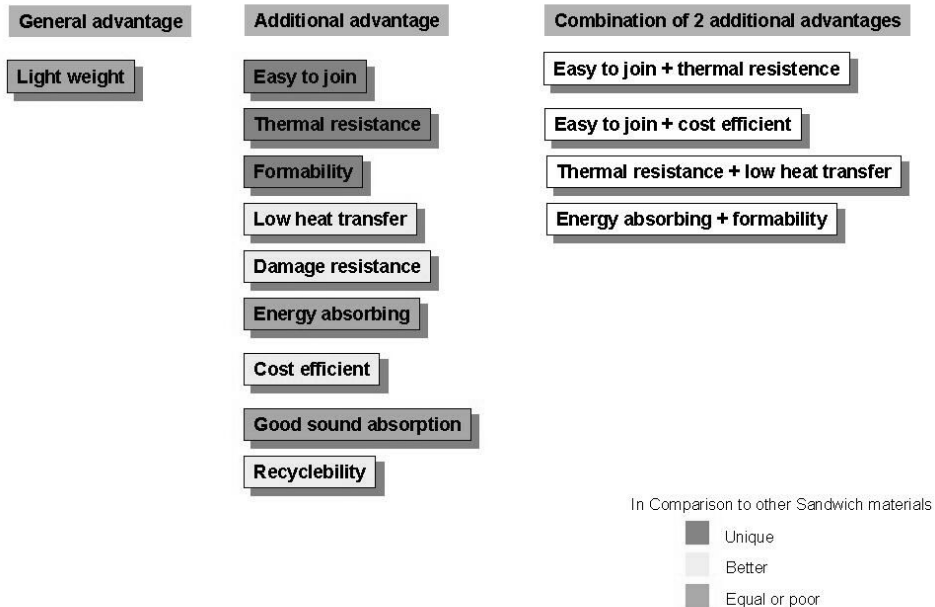 General advantage
Additional advantage
Combination of 2 additional advantages
Light weight
Easy to join
Thermal resistance
Formability
Low heat transfer
Damage resistance
Energy absorbing
Cost efficient
Good sound absorption
Recyclebility
Easy to join + thermal resistence
Easy to join + cost efficient
Thermal resistance + low heat transfer
Energy absorbing + formability
In Comparison to other Sandwich materials
Unique
Better
Equal or poor